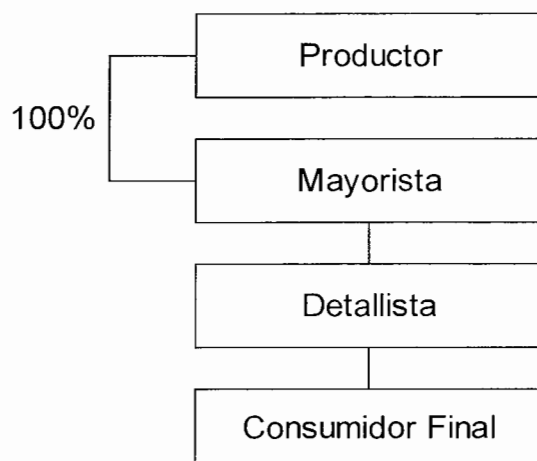 Productor
100%
Mayorista
Detallista
Consumidor Final